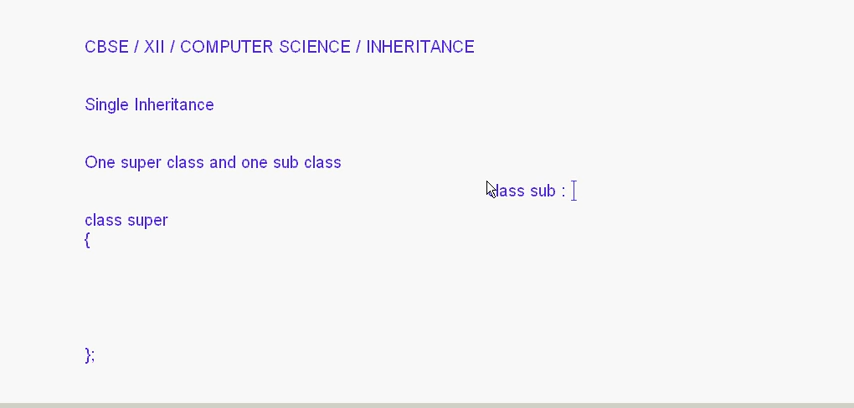 CBSE / XII / COMPUTER SCIENCE / INHERITANCE
Single Inheritance
One super class and one sub class
class sub :
class super
{
};